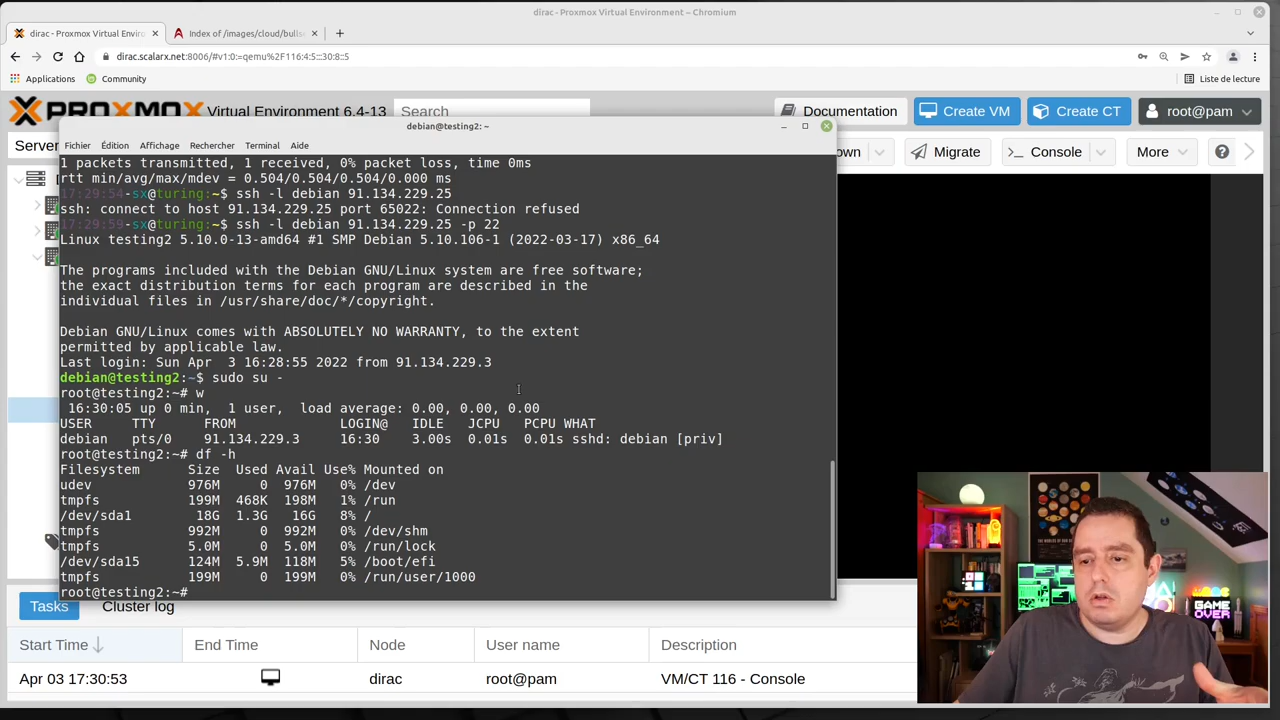 dirac - Proxmox Virtual Environment – Chromium
dirac - Proxmox Virtual Enviro
Index of /images/cloud/bulls
dirac.scalarx.net:8006/#v1:0:=qemu%2F116:4:5:::30:8::5
Applications
Community
Liste de lecture
PROXMOX
Virtual Environment 6.4-13
Search
Documentation
Create VM
Create CT
root@pam
debian@testing2: ~
Serve
own
Migrate
Console
More
Fichier Édition Affichage Rechercher Terminal Aide
1 packets transmitted, 1 received, 0% packet loss, time 0ms
rtt min/avg/max/mdev = 0.504/0.504/0.504/0.000 ms
17:29:54-sx@turing:~$ ssh -l debian 91.134.229.25
ssh: connect to host 91.134.229.25 port 65022: Connection refused
17:29:59-sx@turing:~$ ssh -l debian 91.134.229.25 -p 22
Linux testing2 5.10.0-13-amd64 #1 SMP Debian 5.10.106-1 (2022-03-17) x86_64
The programs included with the Debian GNU/Linux system are free software;
the exact distribution terms for each program are described in the
individual files in /usr/share/doc/*/copyright.
Debian GNU/Linux comes with ABSOLUTELY NO WARRANTY, to the extent
permitted by applicable law.
Last login: Sun Apr  3 16:28:55 2022 from 91.134.229.3
debian@testing2:~$ sudo su -
root@testing2:~# w
 16:30:05 up 0 min,  1 user,  load average: 0.00, 0.00, 0.00
USER     TTY      FROM             LOGIN@   IDLE   JCPU   PCPU WHAT
debian   pts/0    91.134.229.3     16:30    3.00s  0.01s  0.01s sshd: debian [priv]
root@testing2:~# df -h
Filesystem      Size  Used Avail Use% Mounted on
udev            976M     0  976M   0% /dev
tmpfs           199M  468K  198M   1% /run
/dev/sda1        18G  1.3G   16G   8% /
tmpfs           992M     0  992M   0% /dev/shm
tmpfs           5.0M     0  5.0M   0% /run/lock
/dev/sda15      124M  5.9M  118M   5% /boot/efi
tmpfs           199M     0  199M   0% /run/user/1000
root@testing2:~#
Tasks
Cluster log
Start Time
End Time
Node
User name
Description
Apr 03 17:30:53
dirac
root@pam
VM/CT 116 - Console
GAME
OVER